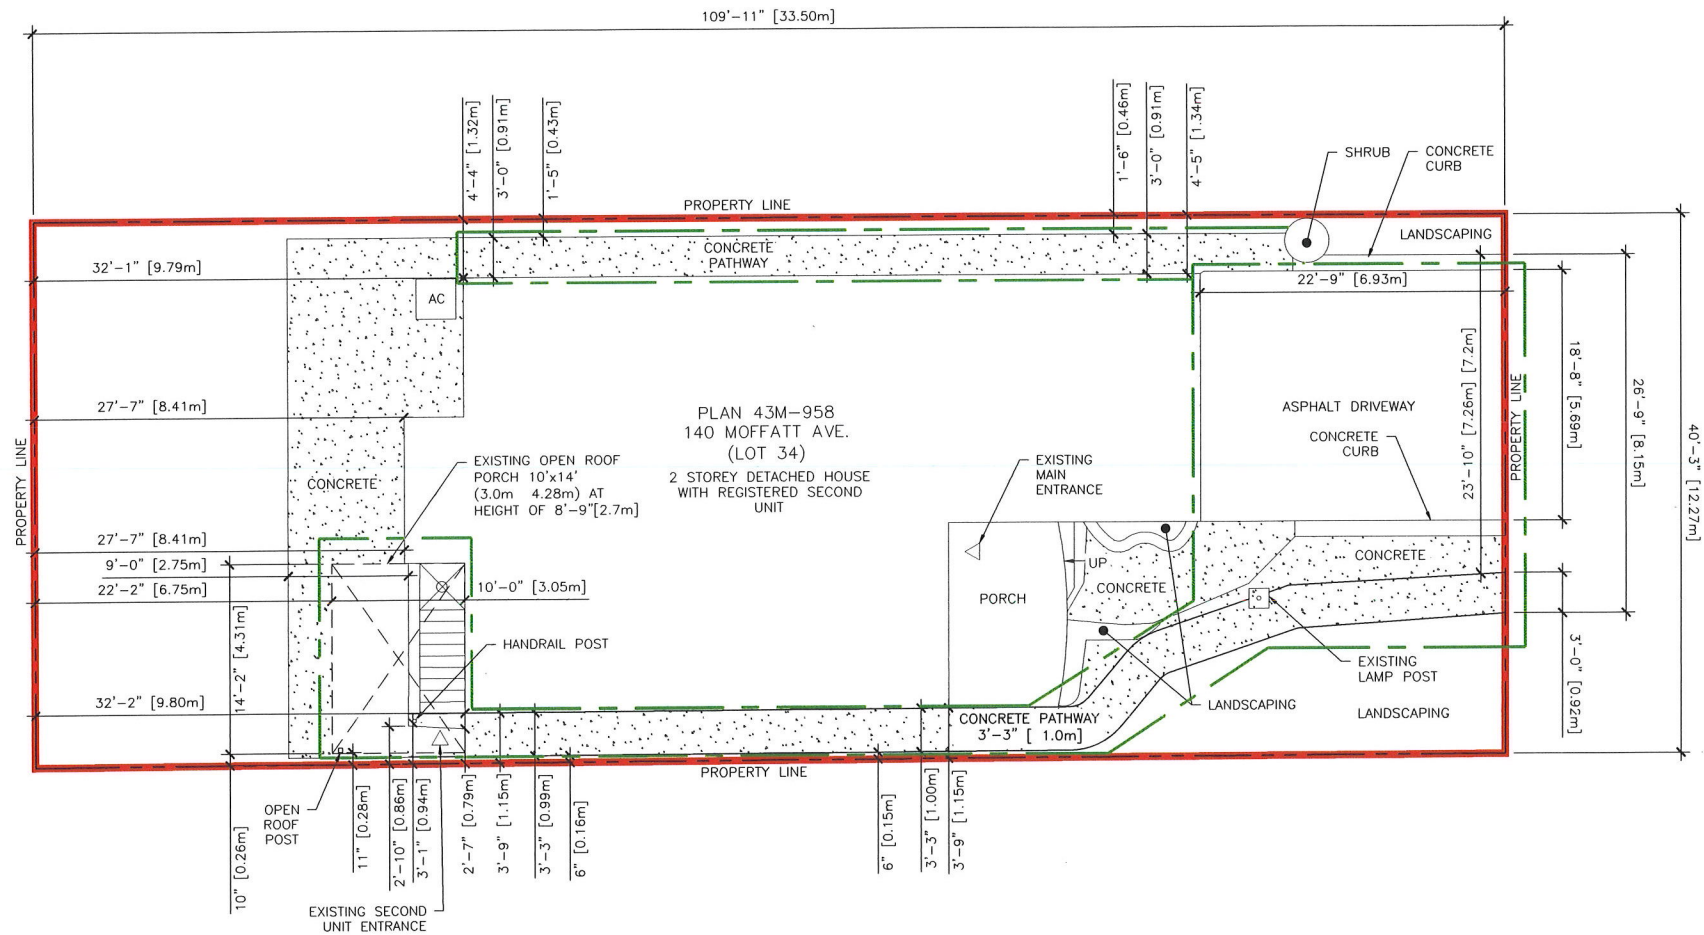 109'-11" [33.50m]
4'-4" [1.32m]
3'-0" [0.91m]
1'-5" [0.43m]
1'-6" [0.46m]
3'-0" [0.91m]
4'-5" [1.34m]
SHRUB
CONCRETE
CURB
PROPERTY LINE
LANDSCAPING
CONCRETE
PATHWAY
32'-1" [9.79m]
22'-9" [6.93m]
AC
23'-10" [7.26m] [7.2m]
18'-8" [5.69m]
26'-9" [8.15m]
40'-3" [12.27m]
PROPERTY LINE
27'-7" [8.41m]
PLAN 43M-958
140 MOFFATT AVE.
(LOT 34)
2 STOREY DETACHED HOUSE
WITH REGISTERED SECOND
UNIT
ASPHALT DRIVEWAY
CONCRETE
CURB
PROPERTY LINE
EXISTING OPEN ROOF
PORCH 10'x14'
(3.0m 4.28m) AT
HEIGHT OF 8'-9"[2.7m]
EXISTING
MAIN
ENTRANCE
CONCRETE
27'-7" [8.41m]
9'-0" [2.75m]
22'-2" [6.75m]
10'-0" [3.05m]
UP
CONCRETE
CONCRETE
PORCH
14'-2" [4.31m]
HANDRAIL POST
3'-0" [0.92m]
EXISTING
LAMP POST
32'-2" [9.80m]
LANDSCAPING
LANDSCAPING
CONCRETE PATHWAY
3'-3" [ 1.0m]
PROPERTY LINE
OPEN
ROOF
POST
10" [0.26m]
11" [0.28m]
2'-10" [0.86m]
3'-1" [0.94m]
2'-7" [0.79m]
3'-9" [1.15m]
3'-3" [0.99m]
6" [0.16m]
6" [0.15m]
3'-3" [1.00m]
3'-9" [1.15m]
EXISTING SECOND
UNIT ENTRANCE